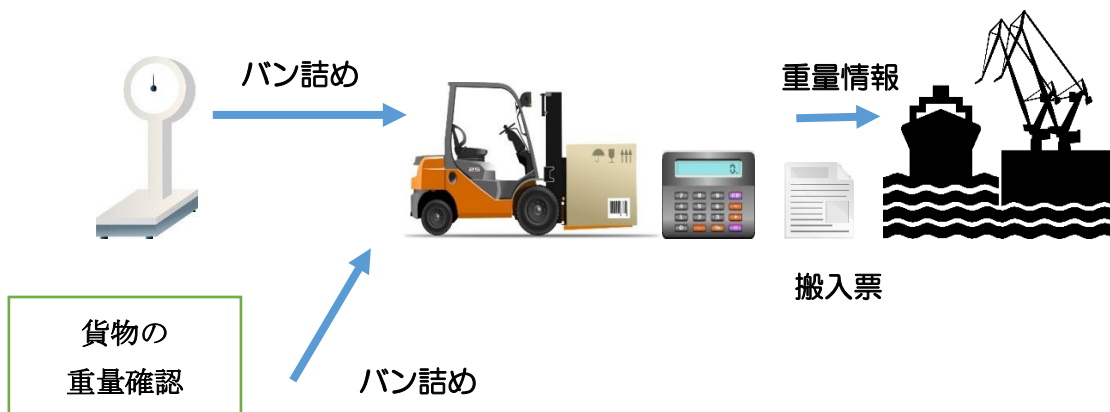 バン詰め
重量情報
搬入票
貨物の
重量確認
バン詰め